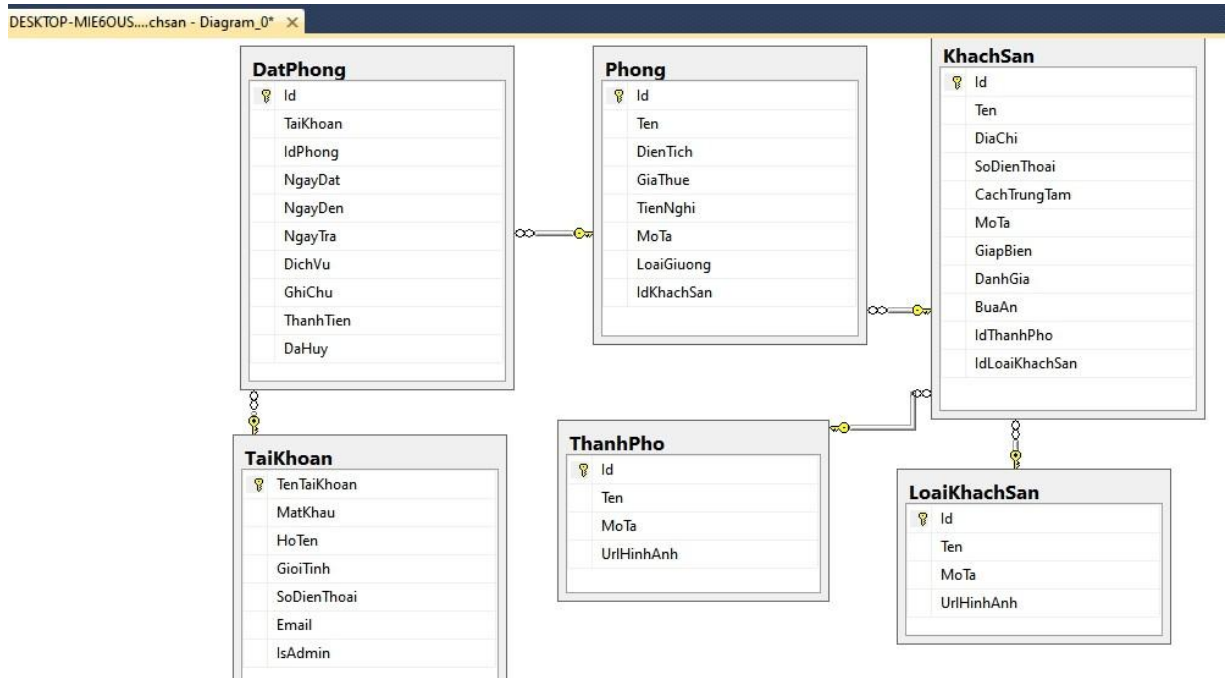 DESKTOP-MIE6OUS....chsan - Diagram_0*
DatPhong
Id
TaiKhoan
IdPhong
NgayDat
NgayDen
NgayTra
DichVu
GhiChu
ThanhTien
DaHuy
Phong
Id
Ten
DienTich
GiaThue
TienNghi
MoTa
LoaiGiuong
IdKhachSan
KhachSan
Id
Ten
DiaChi
SoDienThoai
CachTrungTam
MoTa
GiapBien
DanhGia
BuaAn
IdThanhPho
IdLoaiKhachSan
TaiKhoan
TenTaiKhoan
MatKhau
HoTen
GioiTinh
SoDienThoai
Email
IsAdmin
ThanhPho
Id
Ten
MoTa
UrlHinhAnh
LoaiKhachSan
Id
Ten
MoTa
UrlHinhAnh